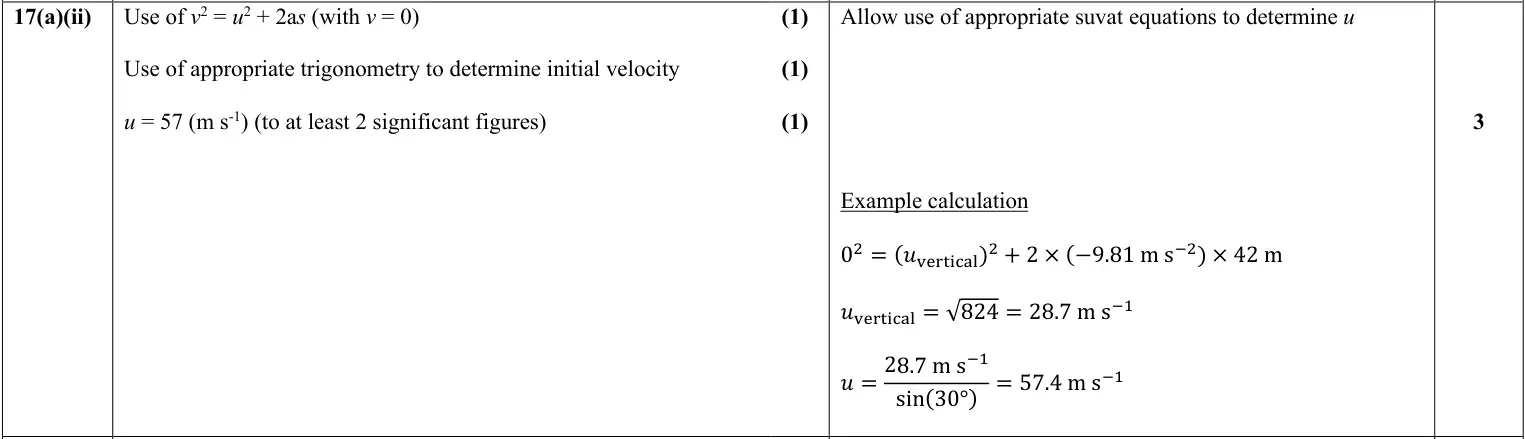 17(a)(ii) Use of v² = u² + 2as (with v = 0) (1) Allow use of appropriate suvat equations to determine u
Use of appropriate trigonometry to determine initial velocity (1)
u = 57 (m s⁻¹) (to at least 2 significant figures) (1) 3
Example calculation
0² = (u_vertical)² + 2 × (−9.81 m s⁻²) × 42 m
u_vertical = √824 = 28.7 m s⁻¹
u = 28.7 m s⁻¹ / sin(30°) = 57.4 m s⁻¹